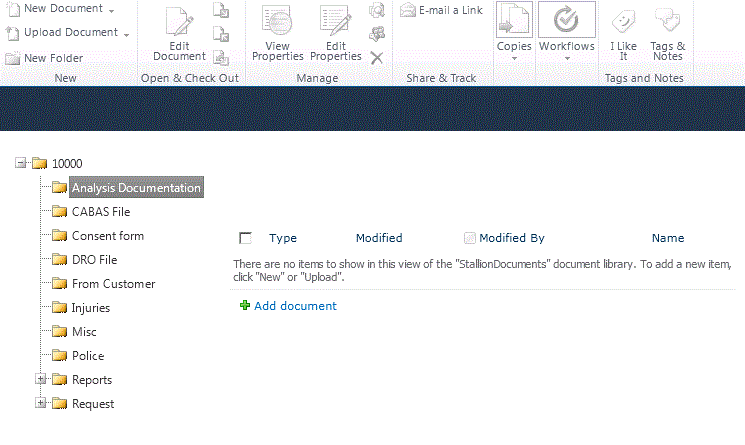 New Document
Upload Document
New Folder
New
Edit
Document
Open & Check Out
View
Properties
Edit
Properties
Manage
E-mail a Link
Share & Track
Copies
Workflows
I Like
It
Tags &
Notes
Tags and Notes
10000
Analysis Documentation
CABAS File
Consent form
DRO File
From Customer
Injuries
Misc
Police
Reports
Request
Type Modified Modified By Name
There are no items to show in this view of the "StallionDocuments" document library. To add a new item,
click "New" or "Upload".
Add document